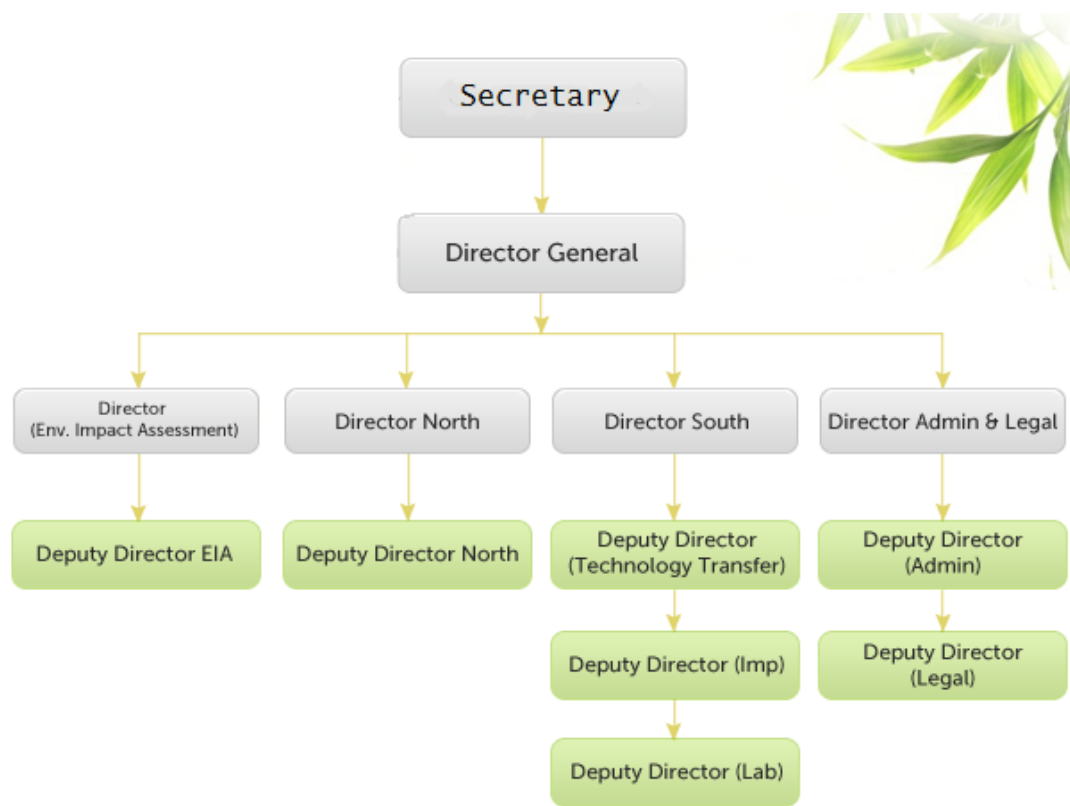 Secretary
Director General
Director
(Env. Impact Assessment)
Director North
Director South
Director Admin & Legal
Deputy Director EIA
Deputy Director North
Deputy Director
(Technology Transfer)
Deputy Director
(Admin)
Deputy Director (Imp)
Deputy Director
(Legal)
Deputy Director (Lab)